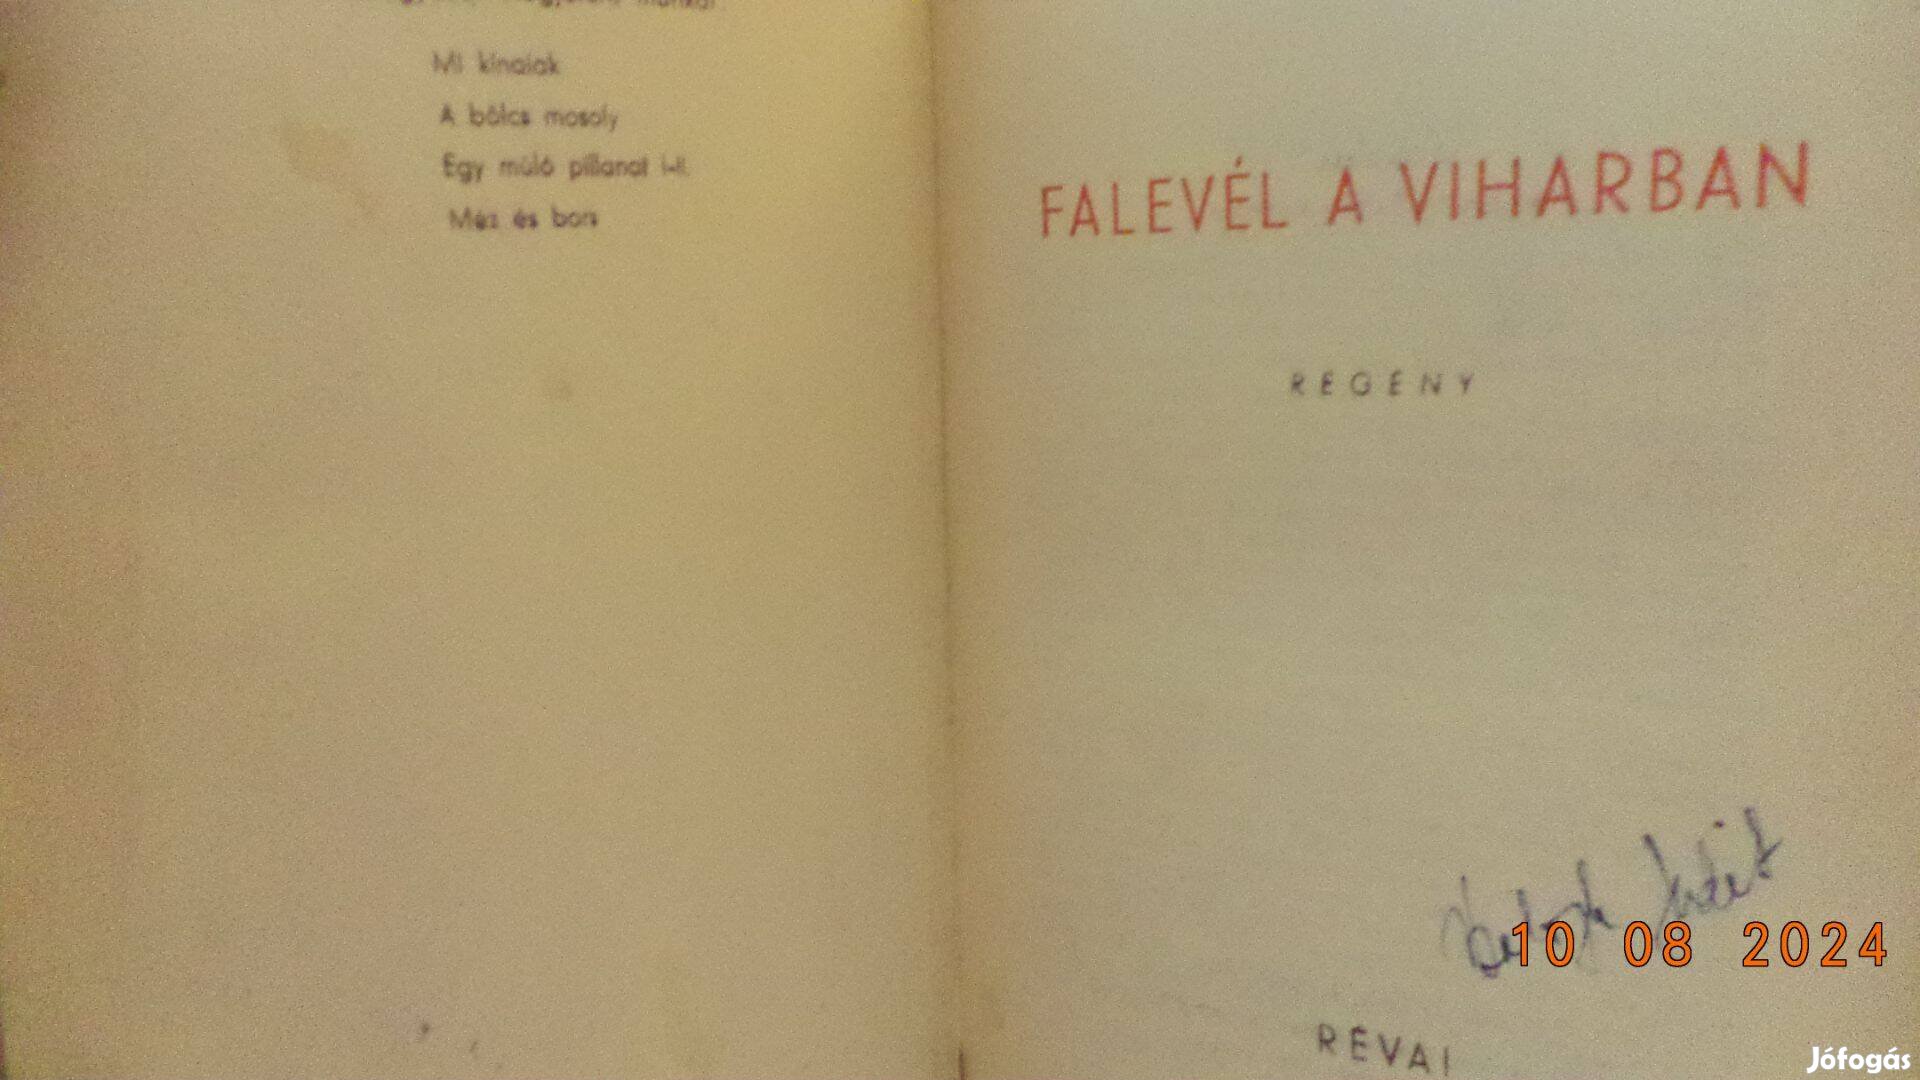 munkái
Mi kínaiak
A bölcs mosoly
Egy múló pillanat I-II.
Méz és bors
FALEVÉL A VIHARBAN
REGÉNY
10 08 2024
RÉVAI
Jófogás